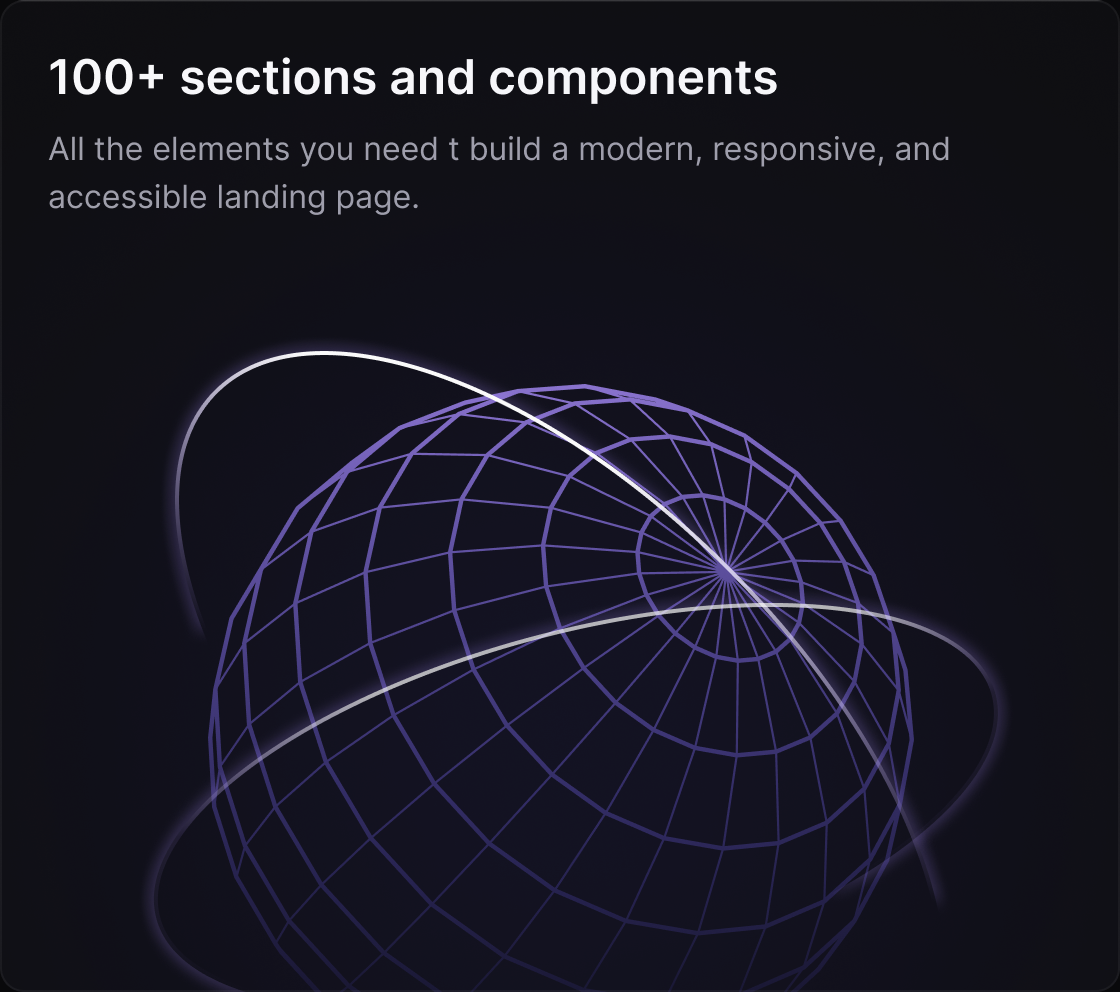 100+ sections and components
All the elements you need t build a modern, responsive, and
accessible landing page.